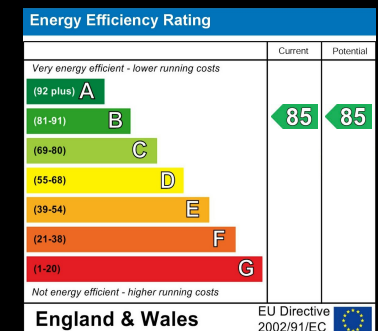 Energy Efficiency Rating
Current Potential
Very energy efficient - lower running costs
(92 plus) A
(81-91) B 85 85
(69-80) C
(55-68) D
(39-54) E
(21-38) F
(1-20) G
Not energy efficient - higher running costs
England & Wales
EU Directive
2002/91/EC